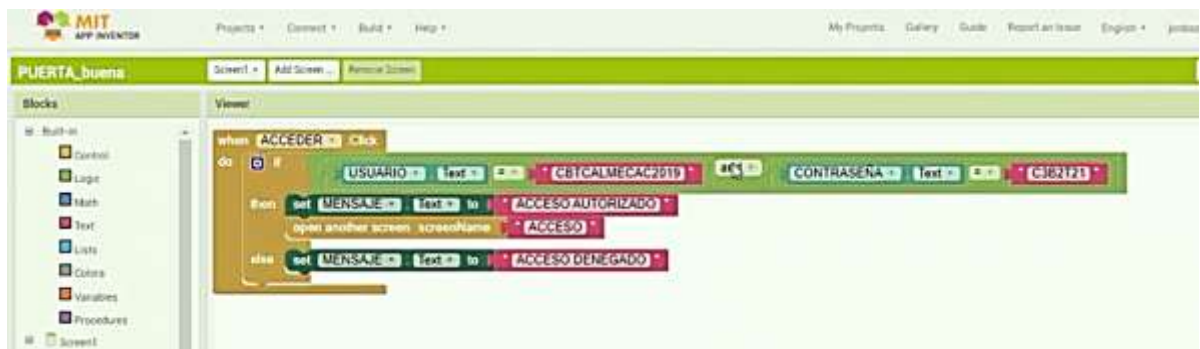 MIT
APP INVENTOR
Projects Connect Build Help
My Projects Gallery Guide Report an Issue English
PUERTA_buena
Screen1 Add Screen ... Remove Screen
Blocks
Viewer
Built-in
Control
Logic
Math
Text
Lists
Colors
Variables
Procedures
Screen1
when ACCEDER .Click
do if USUARIO . Text = " CBTCALMECAC2019 " and CONTRASEÑA . Text = " C3B2T21 "
then set MENSAJE . Text to " ACCESO AUTORIZADO "
open another screen screenName " ACCESO "
else set MENSAJE . Text to " ACCESO DENEGADO "